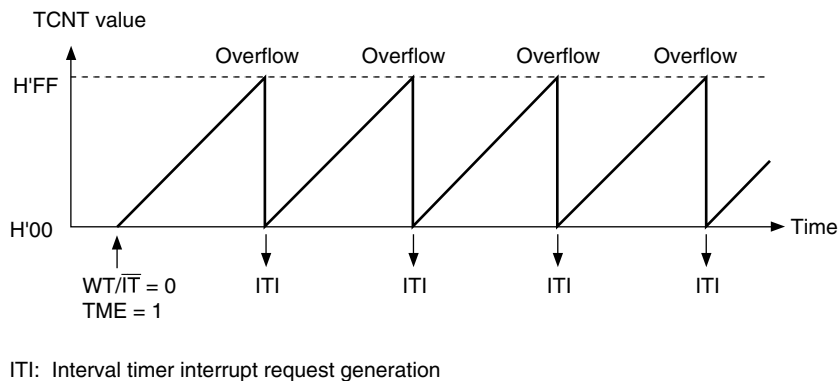 TCNT value
Overflow Overflow Overflow Overflow
H'FF
H'00
Time
WT/I̅T̅ = 0
TME = 1
ITI ITI ITI ITI
ITI: Interval timer interrupt request generation